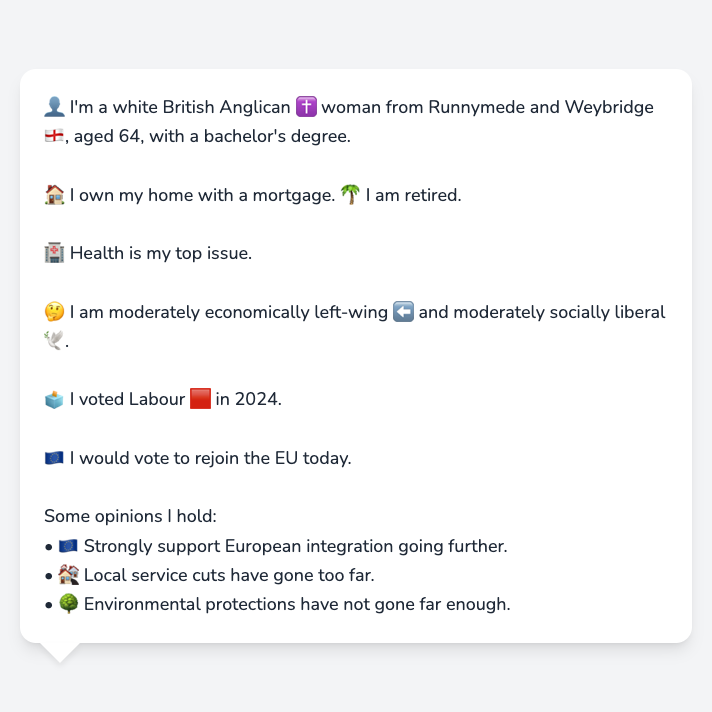 👤 I'm a white British Anglican ✝️ woman from Runnymede and Weybridge
🏴󠁧󠁢󠁥󠁮󠁧󠁿, aged 64, with a bachelor's degree.
🏠 I own my home with a mortgage. 🌴 I am retired.
🏥 Health is my top issue.
🤔 I am moderately economically left-wing ⬅️ and moderately socially liberal
🕊️.
🗳️ I voted Labour 🟥 in 2024.
🇪🇺 I would vote to rejoin the EU today.
Some opinions I hold:
• 🇪🇺 Strongly support European integration going further.
• 🏘️ Local service cuts have gone too far.
• 🌳 Environmental protections have not gone far enough.